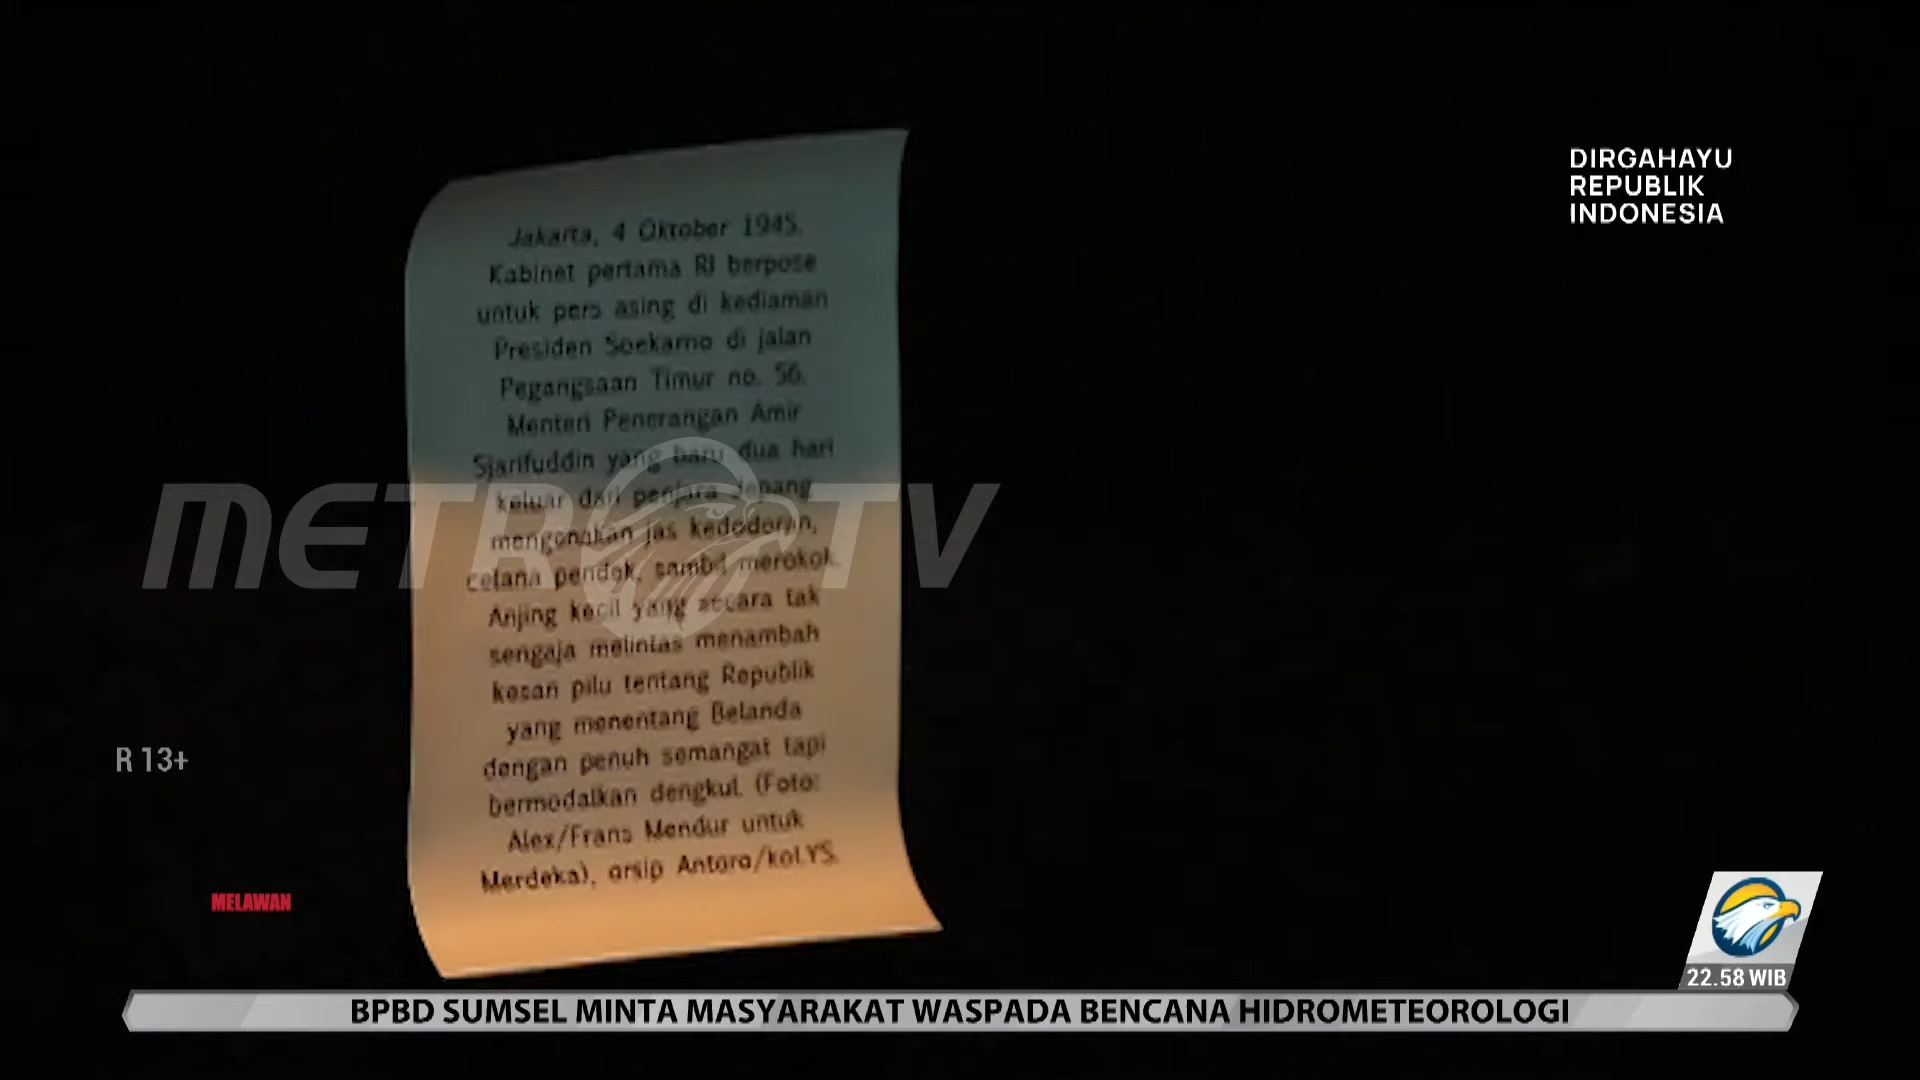 DIRGAHAYU
REPUBLIK
INDONESIA
Jakarta, 4 Oktober 1945.
Kabinet pertama RI berpose
untuk pers asing di kediaman
Presiden Soekarno di jalan
Pegangsaan Timur no. 56.
Menteri Penerangan Amir
Sjarifuddin yang baru dua hari
keluar dari penjara Jepang
mengenakan jas kedodoran,
celana pendek, sambil merokok.
Anjing kecil yang secara tak
sengaja melintas menambah
kesan pilu tentang Republik
yang menentang Belanda
dengan penuh semangat tapi
bermodalkan dengkul. (Foto:
Alex/Frans Mendur untuk
Merdeka), arsip Antara/kol.YS.
METRO TV
R 13+
MELAWAN
22.58 WIB
BPBD SUMSEL MINTA MASYARAKAT WASPADA BENCANA HIDROMETEOROLOGI